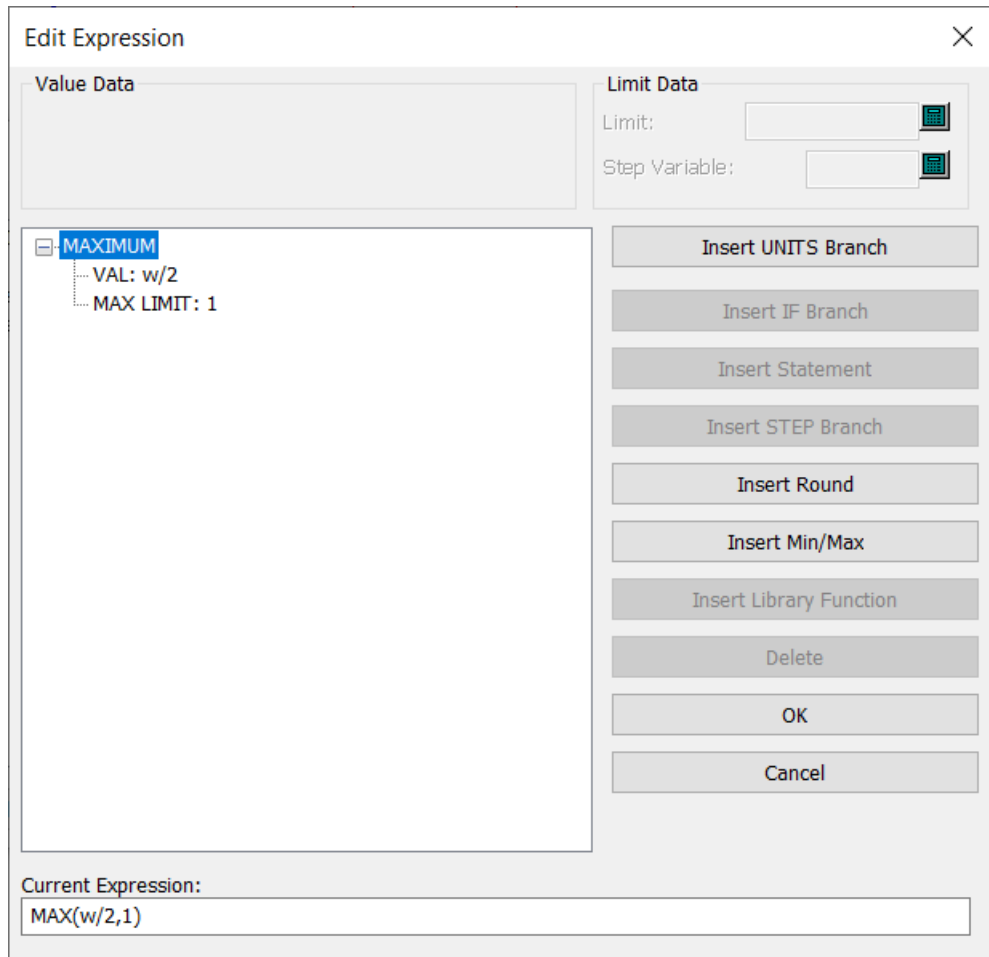 Edit Expression
Value Data
Limit Data
Limit:
Step Variable:
MAXIMUM
VAL: w/2
MAX LIMIT: 1
Insert UNITS Branch
Insert IF Branch
Insert Statement
Insert STEP Branch
Insert Round
Insert Min/Max
Insert Library Function
Delete
OK
Cancel
Current Expression:
MAX(w/2,1)